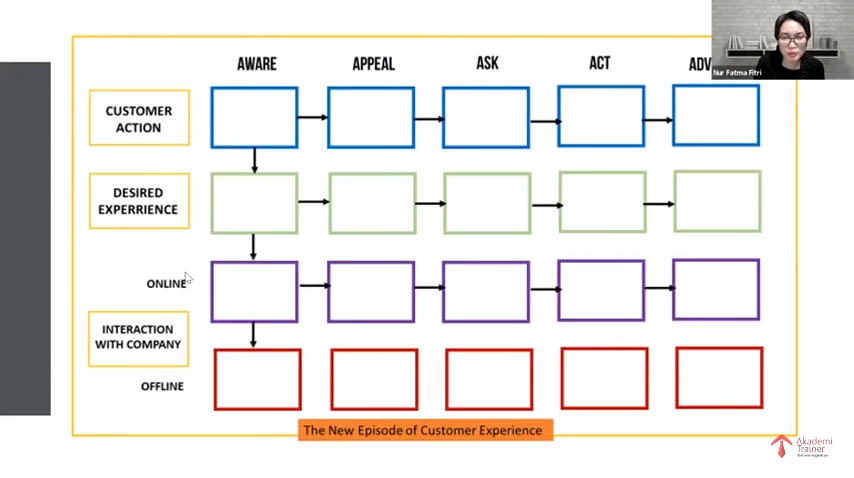 AWARE APPEAL ASK ACT ADV
Nur Fatma Fitri
CUSTOMER
ACTION
DESIRED
EXPERRIENCE
ONLINE
INTERACTION
WITH COMPANY
OFFLINE
The New Episode of Customer Experience
Akademi
Trainer